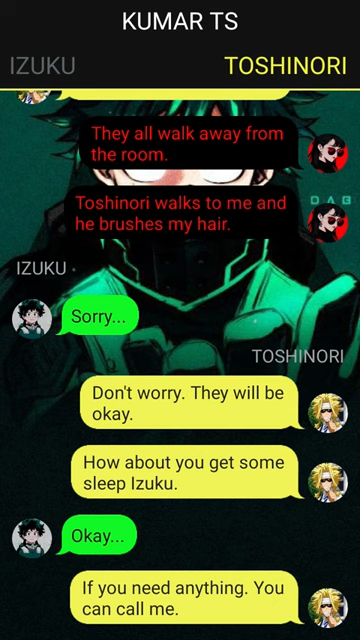 KUMAR TS
IZUKU
TOSHINORI
They all walk away from
the room.
Toshinori walks to me and
he brushes my hair.
IZUKU
Sorry...
TOSHINORI
Don't worry. They will be
okay.
How about you get some
sleep Izuku.
Okay...
If you need anything. You
can call me.